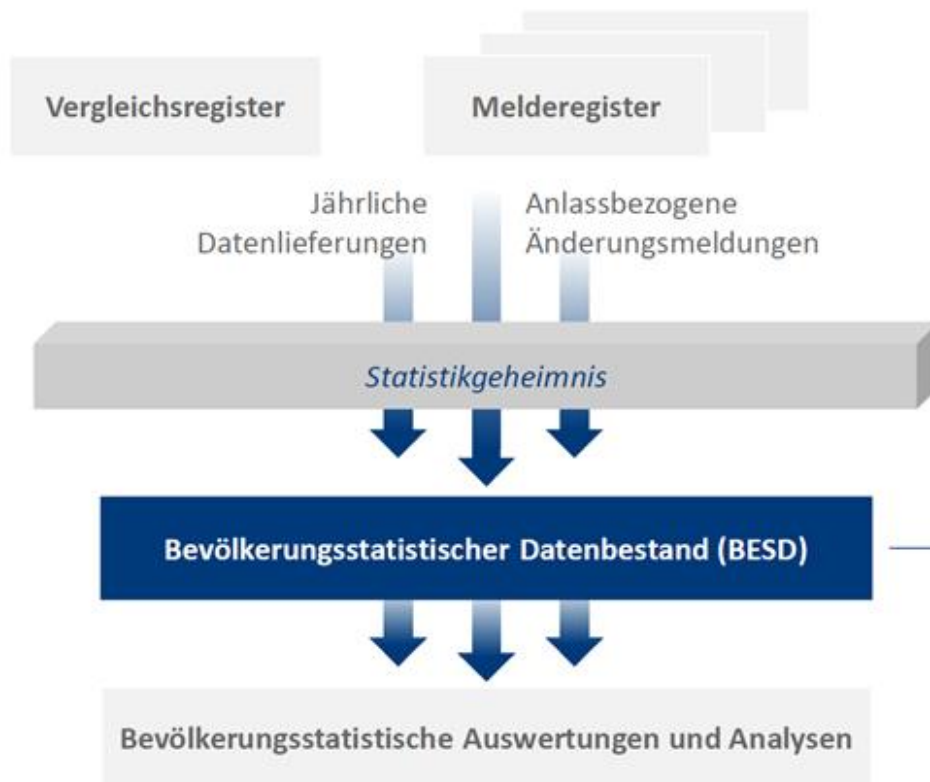 Vergleichsregister
Melderegister
Jährliche
Datenlieferungen
Anlassbezogene
Änderungsmeldungen
Statistikgeheimnis
Bevölkerungsstatistischer Datenbestand (BESD)
Bevölkerungsstatistische Auswertungen und Analysen